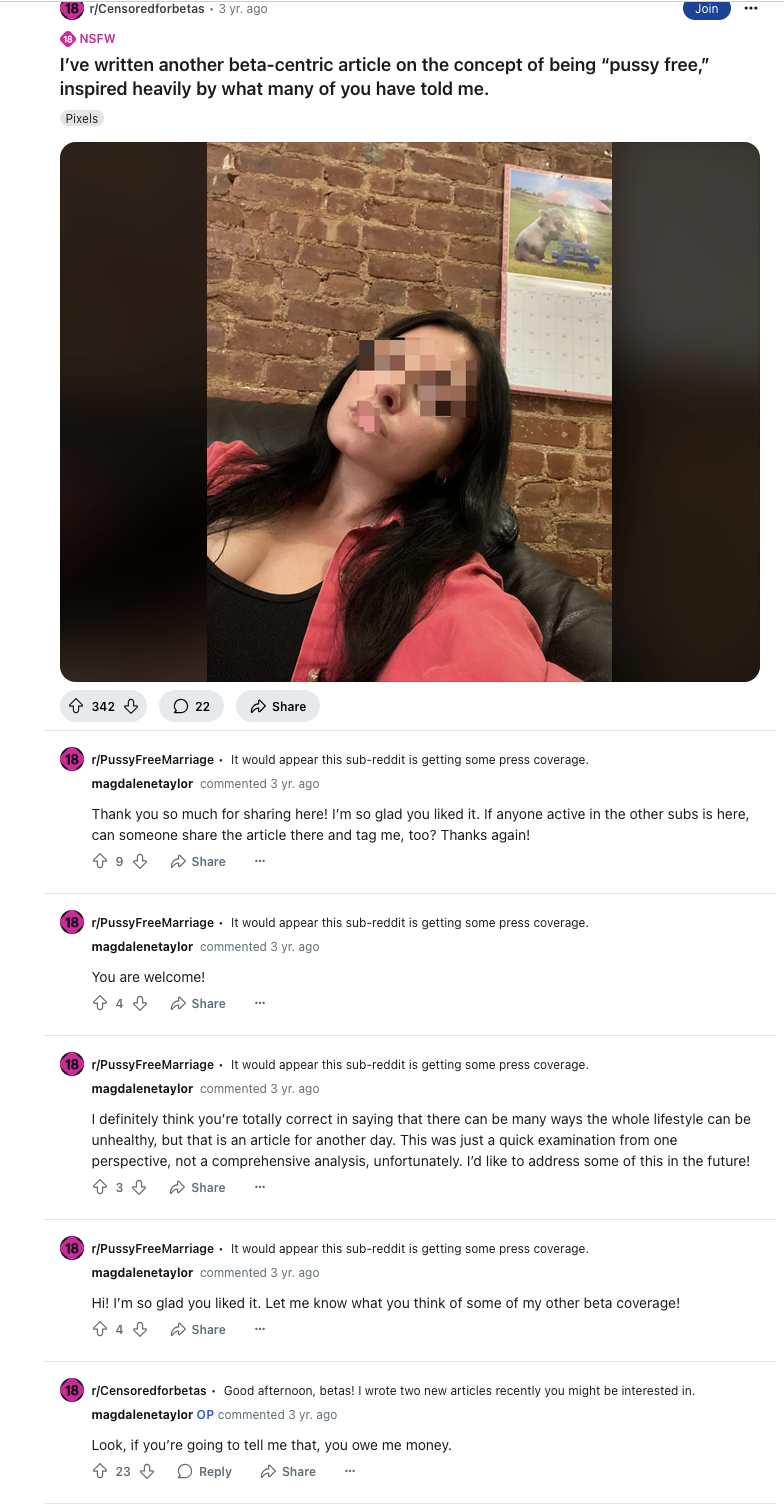 18 r/Censoredforbetas • 3 yr. ago Join
18 NSFW
I’ve written another beta-centric article on the concept of being “pussy free,”
inspired heavily by what many of you have told me.
Pixels
342 22 Share
18 r/PussyFreeMarriage • It would appear this sub-reddit is getting some press coverage.
magdalenetaylor commented 3 yr. ago
Thank you so much for sharing here! I’m so glad you liked it. If anyone active in the other subs is here,
can someone share the article there and tag me, too? Thanks again!
9 Share
18 r/PussyFreeMarriage • It would appear this sub-reddit is getting some press coverage.
magdalenetaylor commented 3 yr. ago
You are welcome!
4 Share
18 r/PussyFreeMarriage • It would appear this sub-reddit is getting some press coverage.
magdalenetaylor commented 3 yr. ago
I definitely think you’re totally correct in saying that there can be many ways the whole lifestyle can be
unhealthy, but that is an article for another day. This was just a quick examination from one
perspective, not a comprehensive analysis, unfortunately. I’d like to address some of this in the future!
3 Share
18 r/PussyFreeMarriage • It would appear this sub-reddit is getting some press coverage.
magdalenetaylor commented 3 yr. ago
Hi! I’m so glad you liked it. Let me know what you think of some of my other beta coverage!
4 Share
18 r/Censoredforbetas • Good afternoon, betas! I wrote two new articles recently you might be interested in.
magdalenetaylor OP commented 3 yr. ago
Look, if you’re going to tell me that, you owe me money.
23 Reply Share